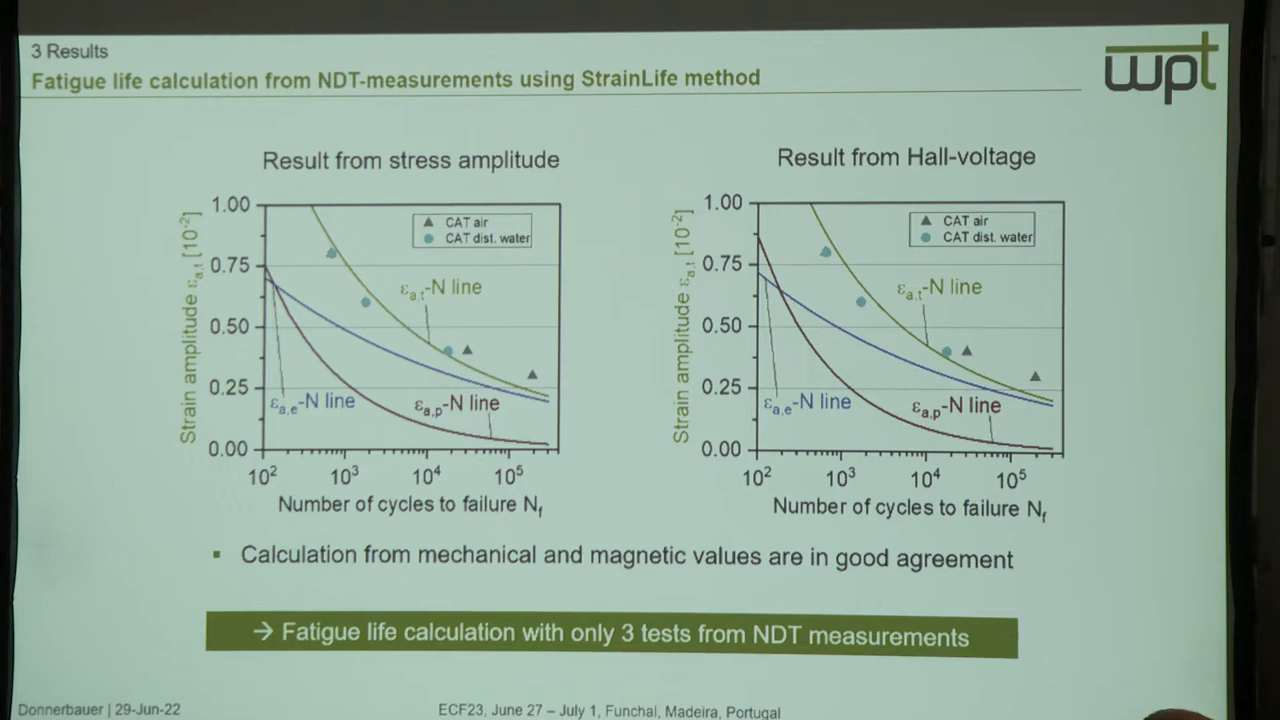 3 Results
Fatigue life calculation from NDT-measurements using StrainLife method
wpt
Result from stress amplitude
Strain amplitude εa,t [10-2]
1.00
0.75
0.50
0.25
0.00
CAT air
CAT dist. water
εa,t-N line
εa,e-N line
εa,p-N line
10² 10³ 10⁴ 10⁵
Number of cycles to failure Nf
Result from Hall-voltage
Strain amplitude εa,t [10-2]
1.00
0.75
0.50
0.25
0.00
CAT air
CAT dist. water
εa,t-N line
εa,e-N line
εa,p-N line
10² 10³ 10⁴ 10⁵
Number of cycles to failure Nf
▪ Calculation from mechanical and magnetic values are in good agreement
→ Fatigue life calculation with only 3 tests from NDT measurements
Donnerbauer | 29-Jun-22
ECF23, June 27 – July 1, Funchal, Madeira, Portugal